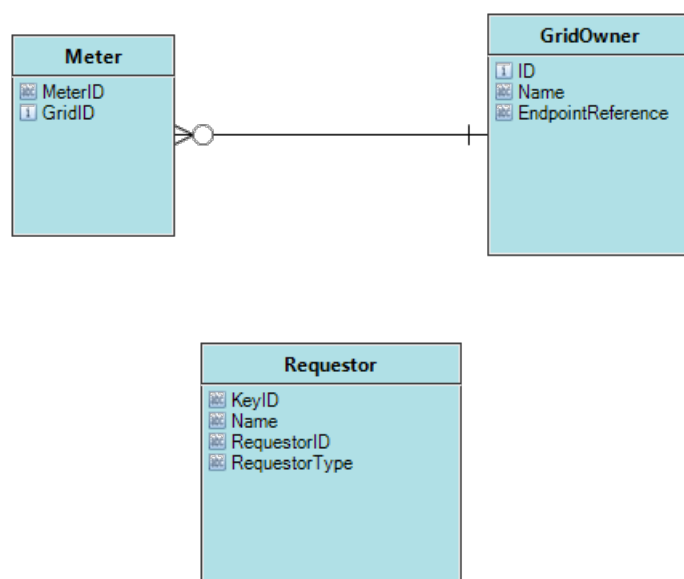 Meter
MeterID
GridID
GridOwner
ID
Name
EndpointReference
Requestor
KeyID
Name
RequestorID
RequestorType